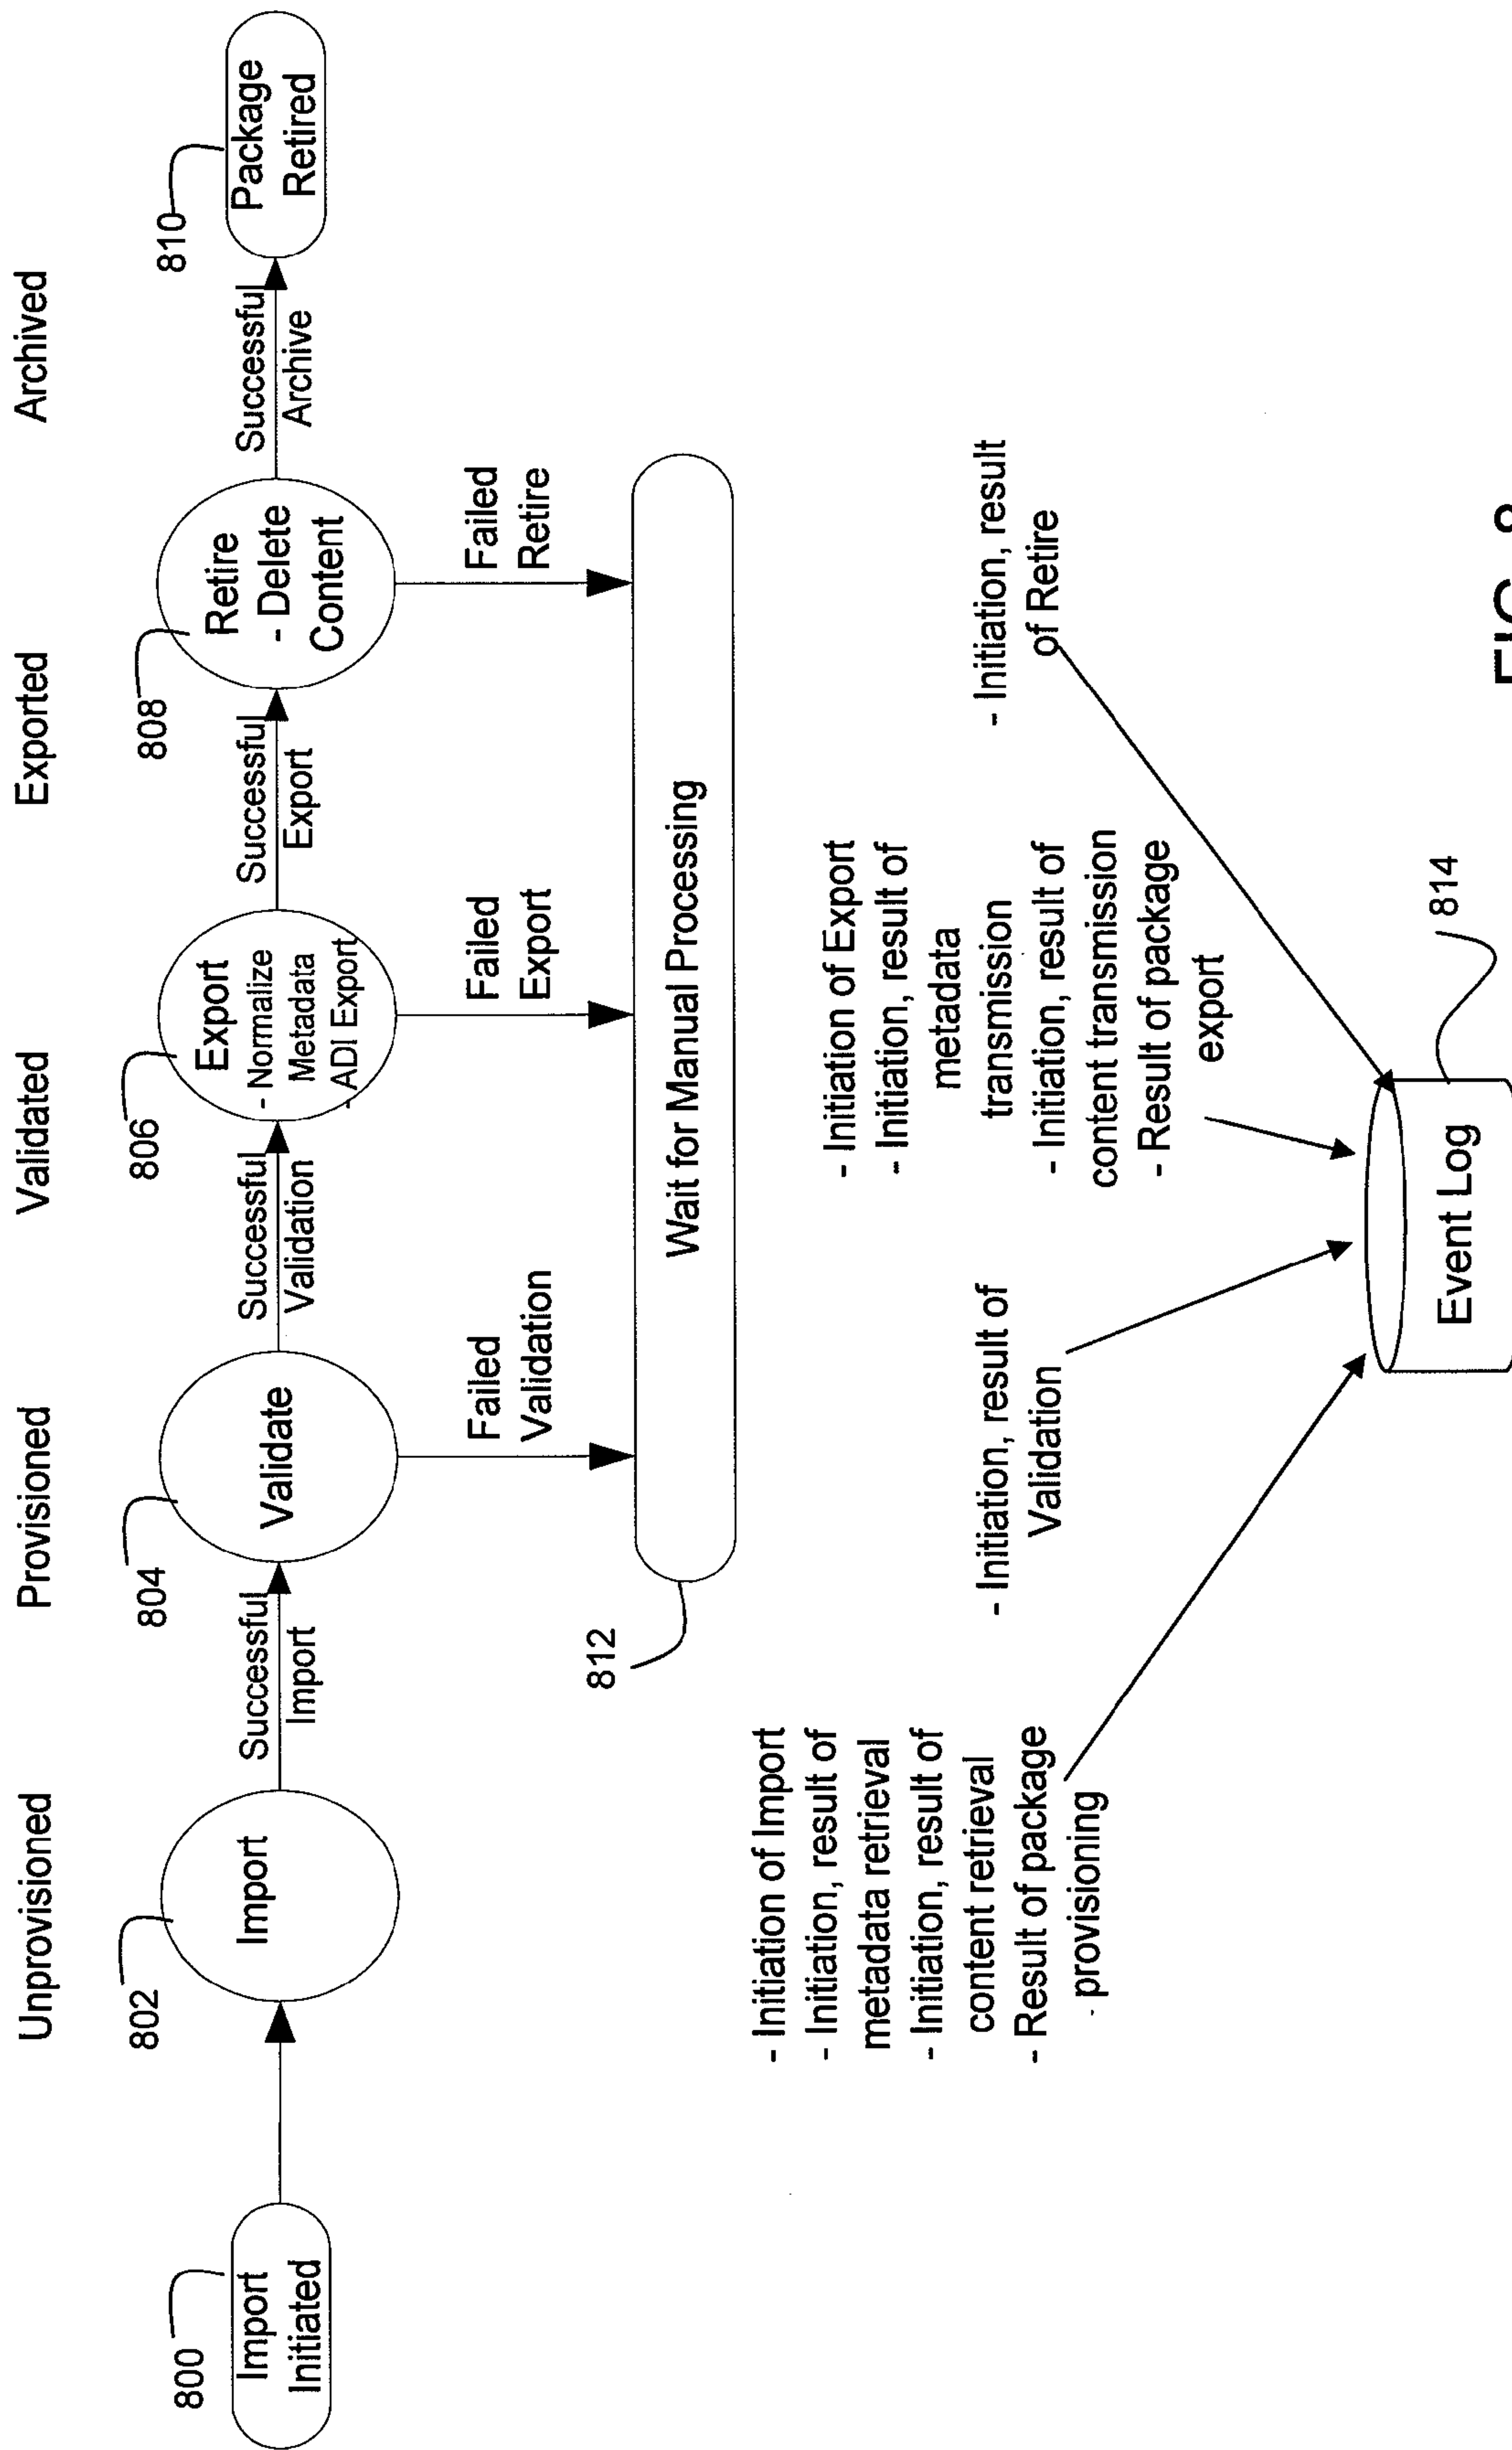 Unprovisioned
Provisioned
Validated
Exported
Archived
800
802
804
806
808
810
Import
Initiated
Import
Successful
Import
Validate
Successful
Validation
Export
- Normalize
Metadata
- ADI Export
Successful
Export
Retire
- Delete
Content
Successful
Archive
Package
Retired
Failed
Validation
Failed
Export
Failed
Retire
812
Wait for Manual Processing
- Initiation of Import
- Initiation, result of
metadata retrieval
- Initiation, result of
content retrieval
- Result of package
- provisioning
- Initiation, result of
Validation
- Initiation of Export
- Initiation, result of
metadata
transmission
- Initiation, result of
content transmission
- Result of package
export
- Initiation, result
of Retire
Event Log
814
FIG. 8